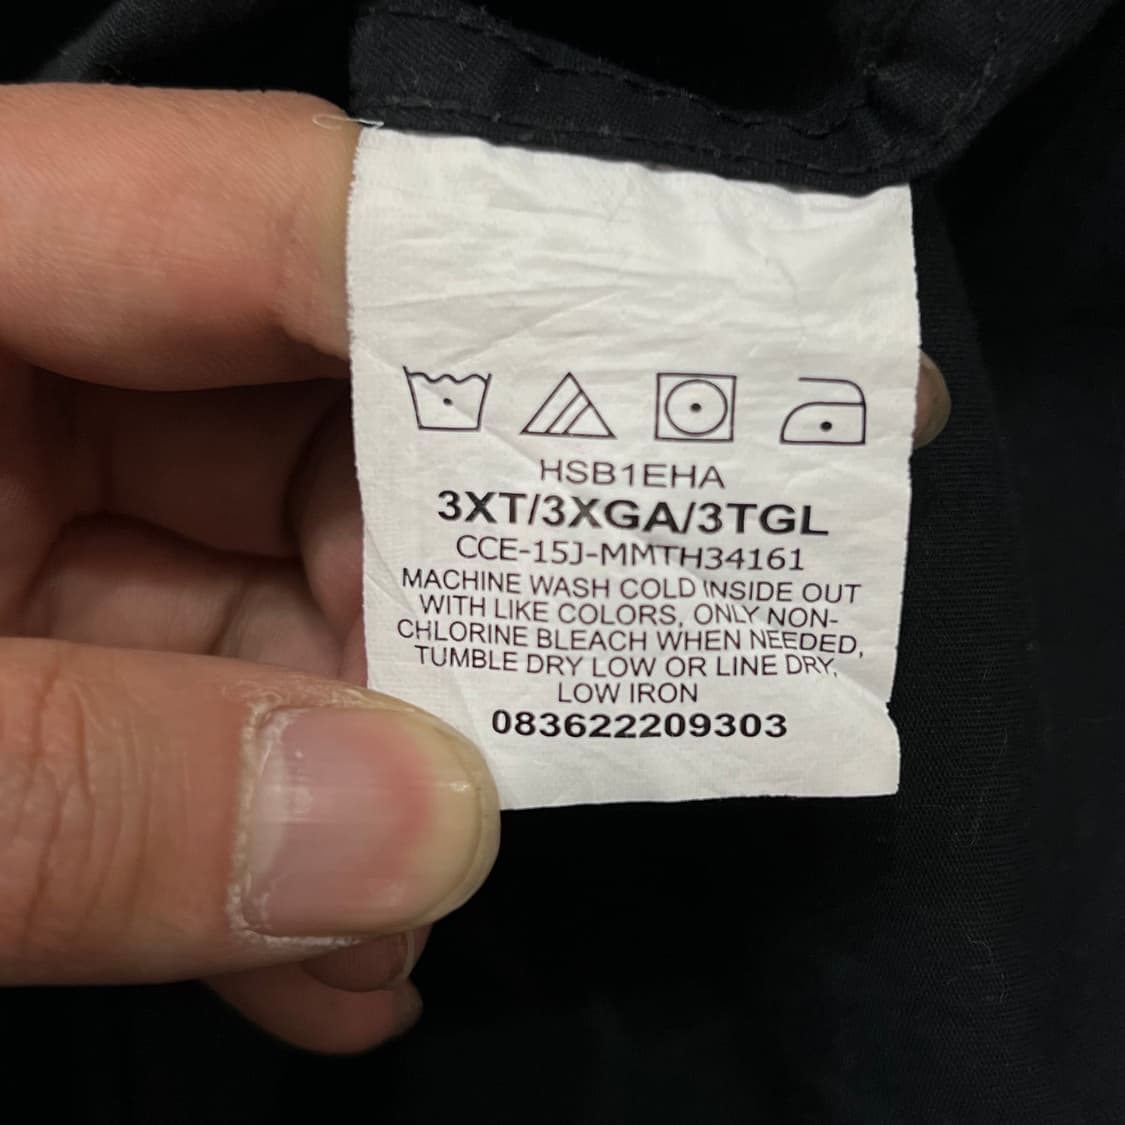 HSB1EHA
3XT/3XGA/3TGL
CCE-15J-MMTH34161
MACHINE WASH COLD INSIDE OUT
WITH LIKE COLORS, ONLY NON-
CHLORINE BLEACH WHEN NEEDED,
TUMBLE DRY LOW OR LINE DRY,
LOW IRON
083622209303